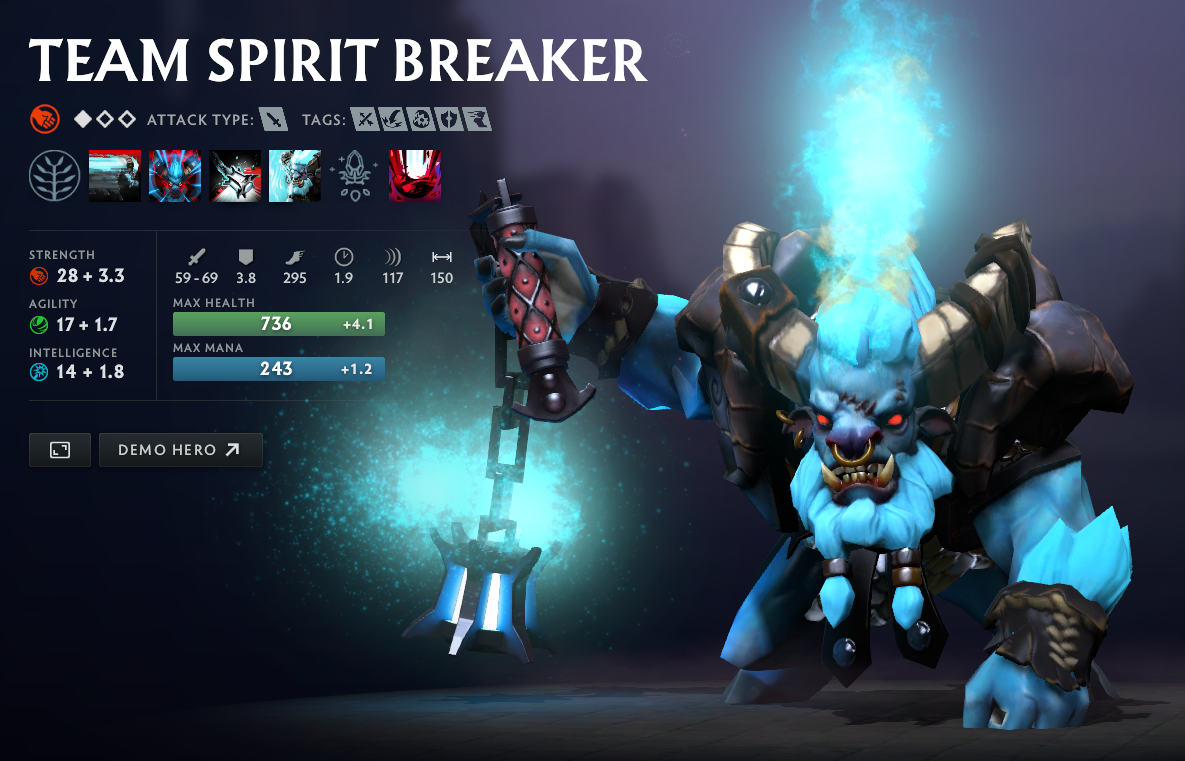 TEAM SPIRIT BREAKER
ATTACK TYPE: TAGS:
STRENGTH
28 + 3.3
AGILITY
17 + 1.7
INTELLIGENCE
14 + 1.8
59-69 3.8 295 1.9 117 150
MAX HEALTH
736 +4.1
MAX MANA
243 +1.2
DEMO HERO